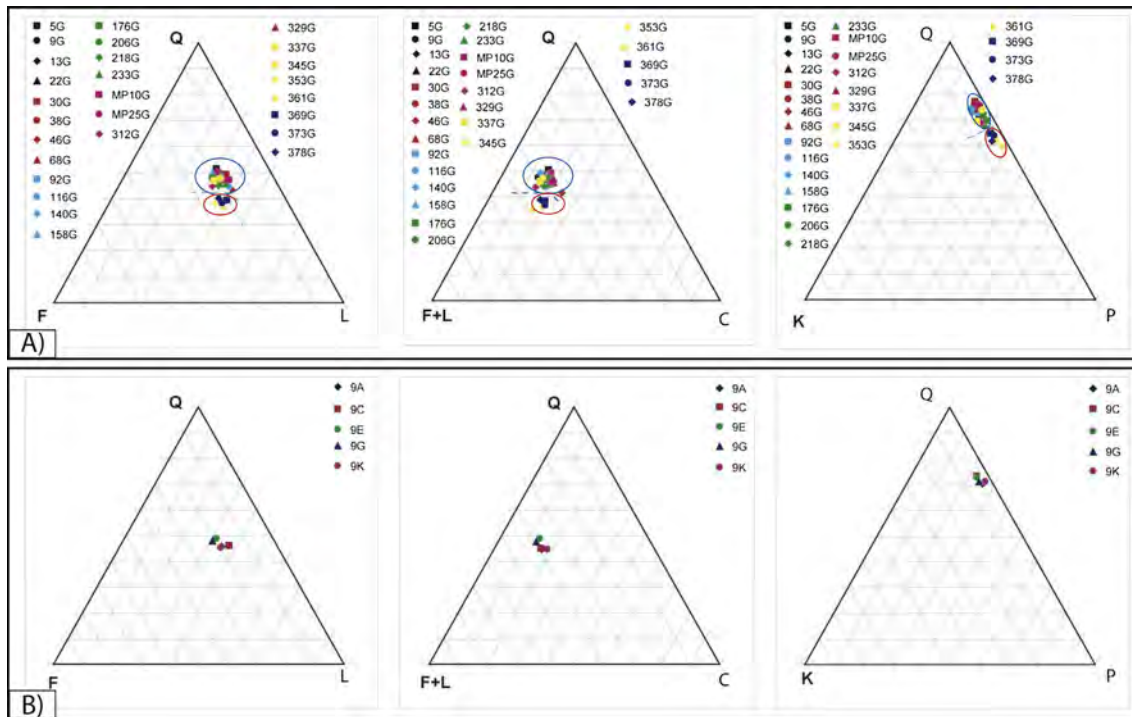 5G
9G
13G
22G
30G
38G
46G
68G
92G
116G
140G
158G
176G
206G
218G
233G
MP10G
MP25G
312G
329G
337G
345G
353G
361G
369G
373G
378G
Q
F
L
5G
9G
13G
22G
30G
38G
46G
68G
92G
116G
140G
158G
176G
206G
218G
233G
MP10G
MP25G
312G
329G
337G
345G
353G
361G
369G
373G
378G
Q
F+L
C
5G
9G
13G
22G
30G
38G
46G
68G
92G
116G
140G
158G
176G
206G
218G
233G
MP10G
MP25G
312G
329G
337G
345G
353G
361G
369G
373G
378G
Q
K
P
A)
Q
9A
9C
9E
9G
9K
F
L
Q
9A
9C
9E
9G
9K
F+L
C
Q
9A
9C
9E
9G
9K
K
P
B)